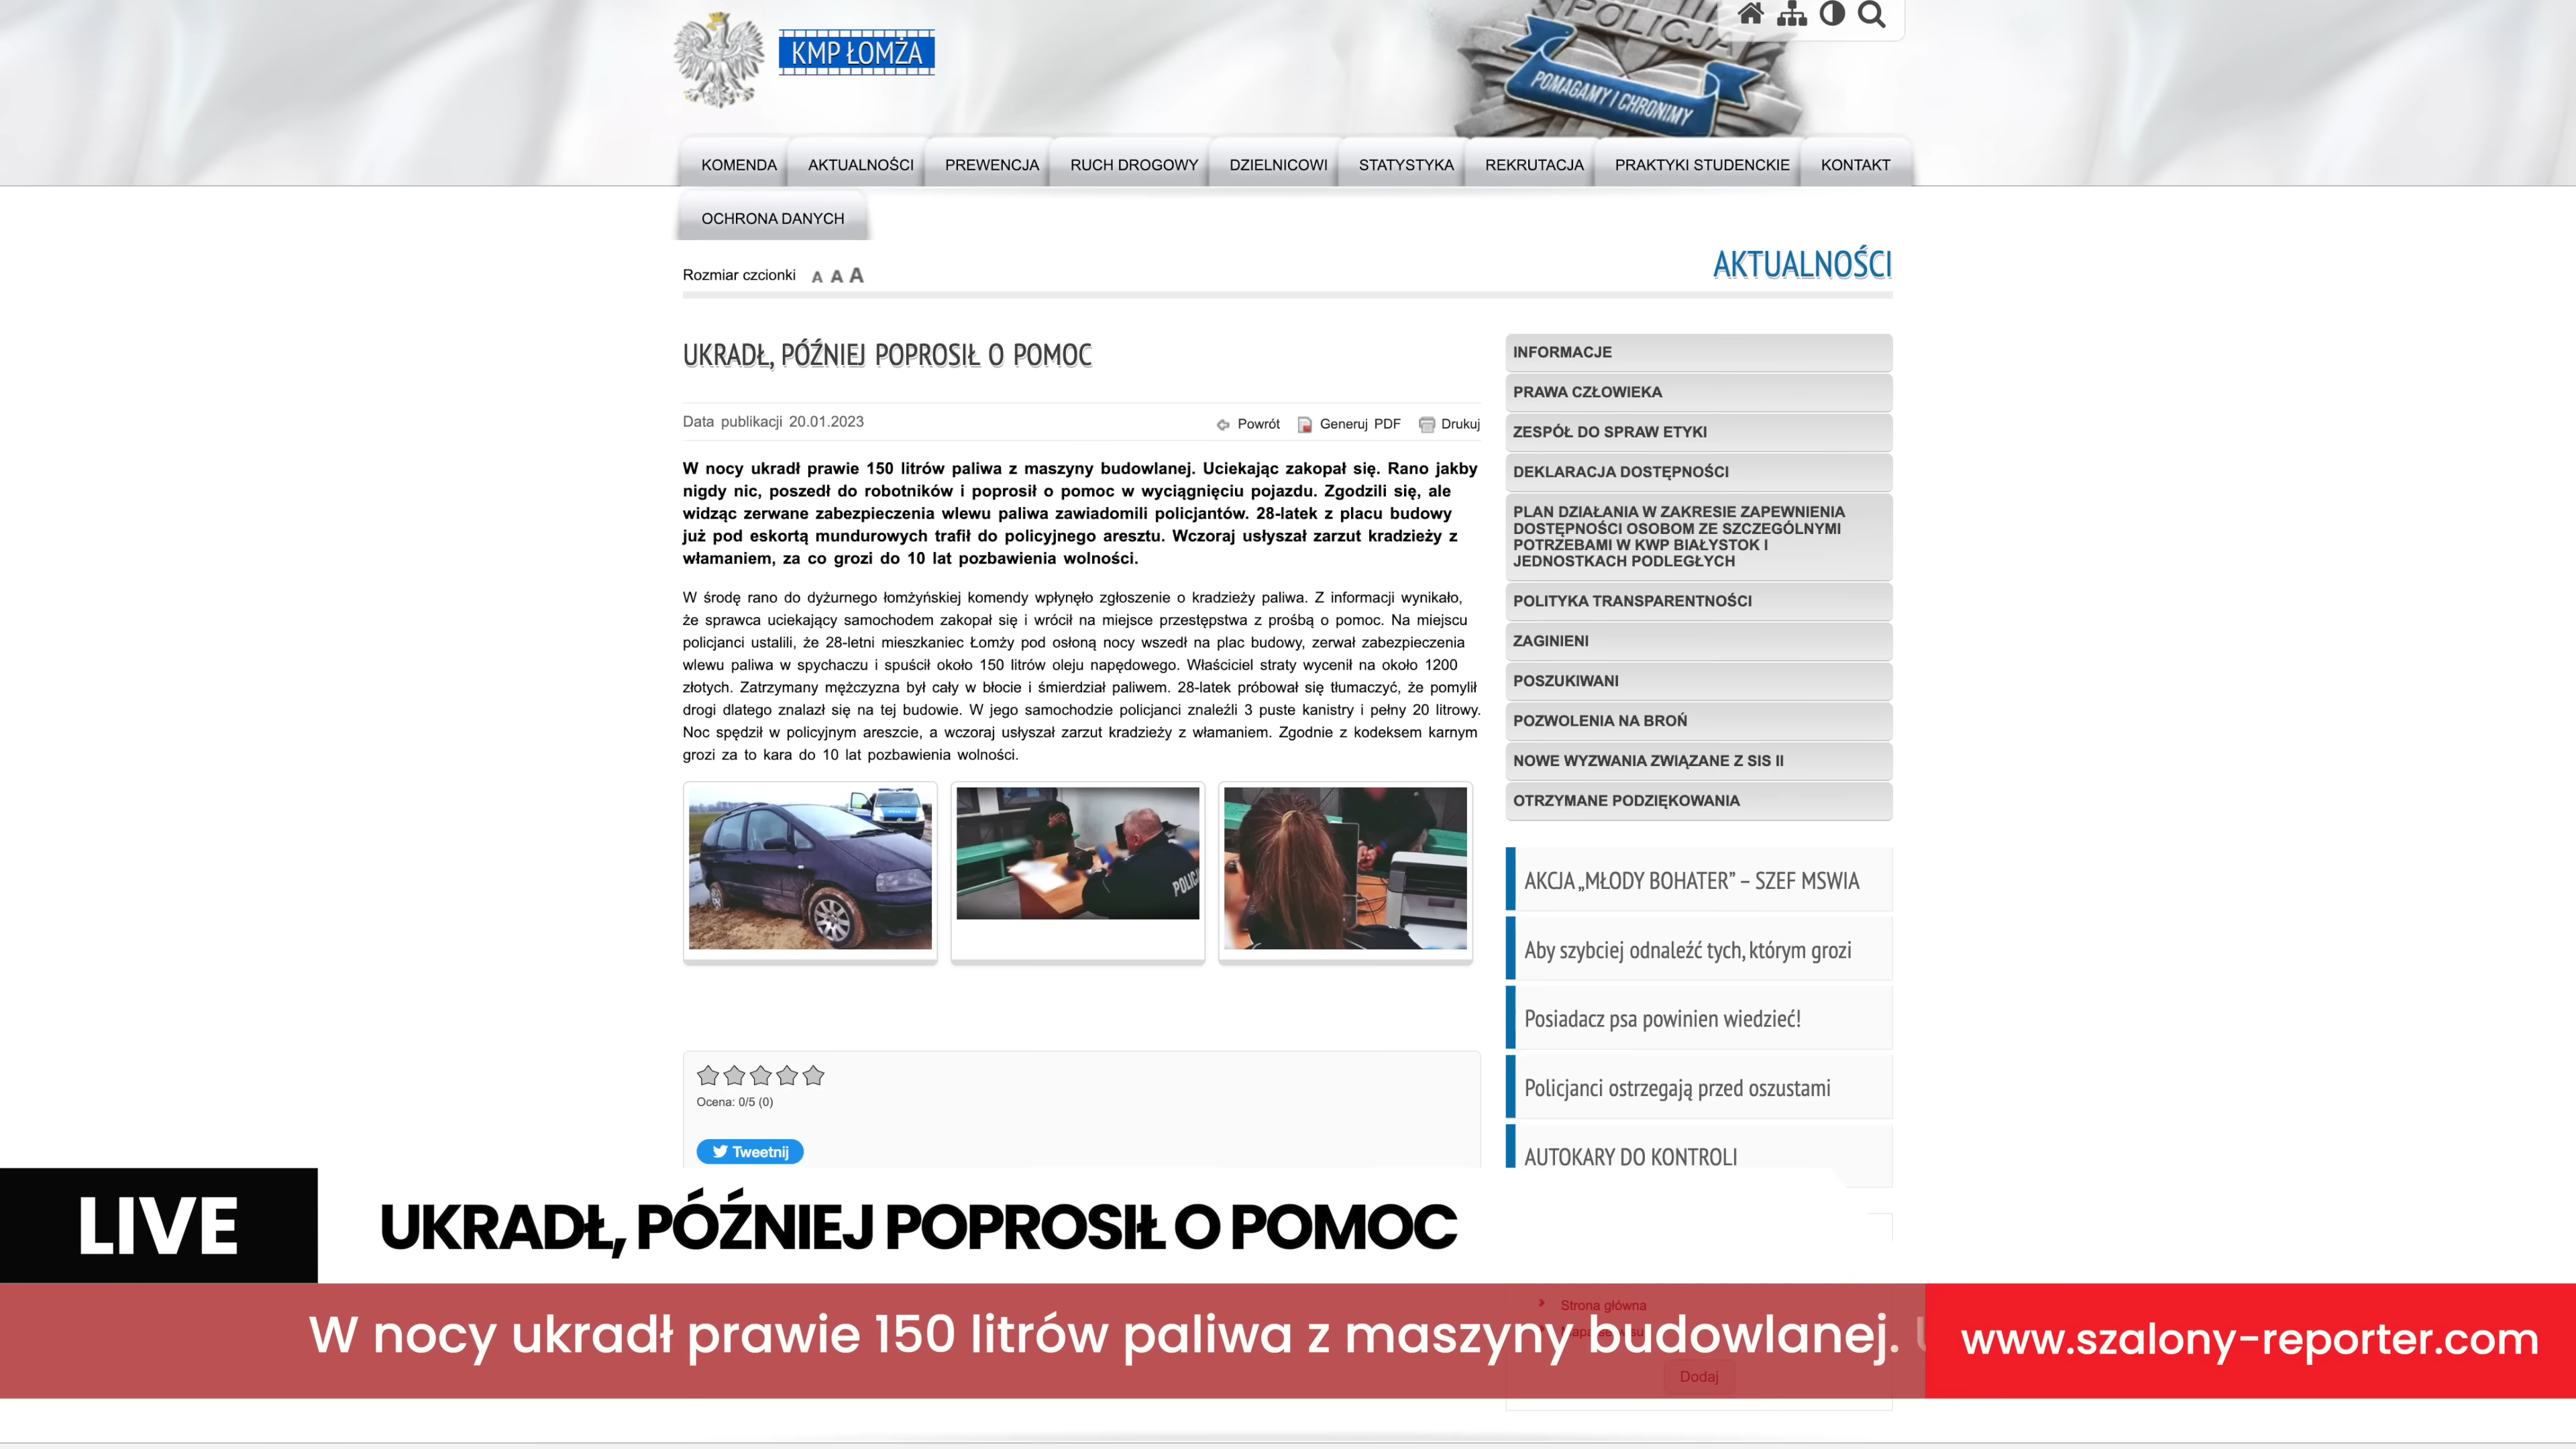 KMP ŁOMŻA
POLICJA
POMAGAMY I CHRONIMY
KOMENDA AKTUALNOŚCI PREWENCJA RUCH DROGOWY DZIELNICOWI STATYSTYKA REKRUTACJA PRAKTYKI STUDENCKIE KONTAKT
OCHRONA DANYCH
Rozmiar czcionki A A A
AKTUALNOŚCI
UKRADŁ, PÓŹNIEJ POPROSIŁ O POMOC
Data publikacji 20.01.2023
Powrót Generuj PDF Drukuj
W nocy ukradł prawie 150 litrów paliwa z maszyny budowlanej. Uciekając zakopał się. Rano jakby
nigdy nic, poszedł do robotników i poprosił o pomoc w wyciągnięciu pojazdu. Zgodzili się, ale
widząc zerwane zabezpieczenia wlewu paliwa zawiadomili policjantów. 28-latek z placu budowy
już pod eskortą mundurowych trafił do policyjnego aresztu. Wczoraj usłyszał zarzut kradzieży z
włamaniem, za co grozi do 10 lat pozbawienia wolności.
W środę rano do dyżurnego łomżyńskiej komendy wpłynęło zgłoszenie o kradzieży paliwa. Z informacji wynikało,
że sprawca uciekający samochodem zakopał się i wrócił na miejsce przestępstwa z prośbą o pomoc. Na miejscu
policjanci ustalili, że 28-letni mieszkaniec Łomży pod osłoną nocy wszedł na plac budowy, zerwał zabezpieczenia
wlewu paliwa w spychaczu i spuścił około 150 litrów oleju napędowego. Właściciel straty wycenił na około 1200
złotych. Zatrzymany mężczyzna był cały w błocie i śmierdział paliwem. 28-latek próbował się tłumaczyć, że pomylił
drogi dlatego znalazł się na tej budowie. W jego samochodzie policjanci znaleźli 3 puste kanistry i pełny 20 litrowy.
Noc spędził w policyjnym areszcie, a wczoraj usłyszał zarzut kradzieży z włamaniem. Zgodnie z kodeksem karnym
grozi za to kara do 10 lat pozbawienia wolności.
Ocena: 0/5 (0)
Tweetnij
INFORMACJE
PRAWA CZŁOWIEKA
ZESPÓŁ DO SPRAW ETYKI
DEKLARACJA DOSTĘPNOŚCI
PLAN DZIAŁANIA W ZAKRESIE ZAPEWNIENIA
DOSTĘPNOŚCI OSOBOM ZE SZCZEGÓLNYMI
POTRZEBAMI W KWP BIAŁYSTOK I
JEDNOSTKACH PODLEGŁYCH
POLITYKA TRANSPARENTNOŚCI
ZAGINIENI
POSZUKIWANI
POZWOLENIA NA BROŃ
NOWE WYZWANIA ZWIĄZANE Z SIS II
OTRZYMANE PODZIĘKOWANIA
AKCJA „MŁODY BOHATER” – SZEF MSWIA
Aby szybciej odnaleźć tych, którym grozi
Posiadacz psa powinien wiedzieć!
Policjanci ostrzegają przed oszustami
AUTOKARY DO KONTROLI
LIVE
UKRADŁ, PÓŹNIEJ POPROSIŁ O POMOC
Strona główna
W nocy ukradł prawie 150 litrów paliwa z maszyny budowlanej.
www.szalony-reporter.com
Dodaj